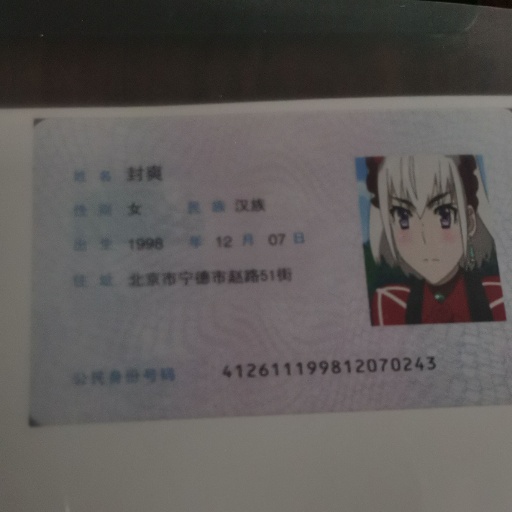 姓名 封爽
性别 女 民族 汉族
出生 1998 年 12 月 07 日
住址 北京市宁德市赵路51街
公民身份号码 412611199812070243